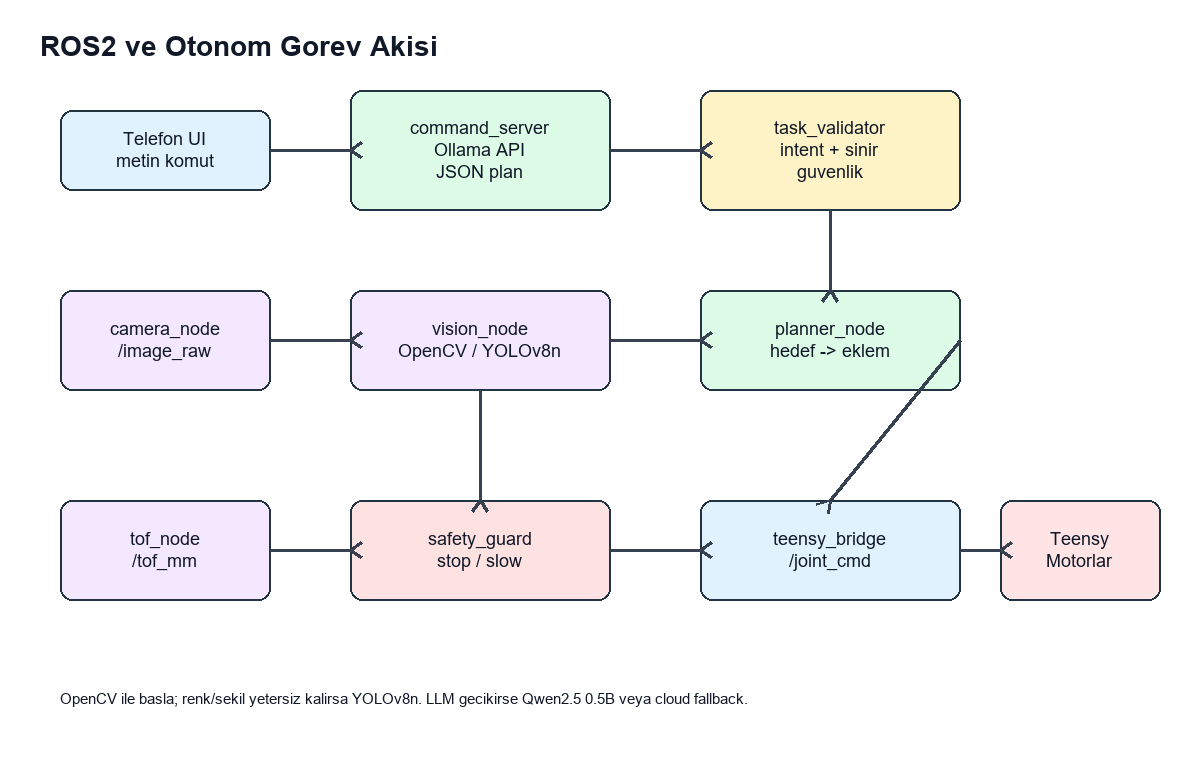 ROS2 ve Otonom Gorev Akisi
Telefon UI
metin komut
command_server
Ollama API
JSON plan
task_validator
intent + sinir
guvenlik
camera_node
/image_raw
vision_node
OpenCV / YOLOv8n
planner_node
hedef -> eklem
tof_node
/tof_mm
safety_guard
stop / slow
teensy_bridge
/joint_cmd
Teensy
Motorlar
OpenCV ile basla; renk/sekil yetersiz kalirsa YOLOv8n. LLM gecikirse Qwen2.5 0.5B veya cloud fallback.